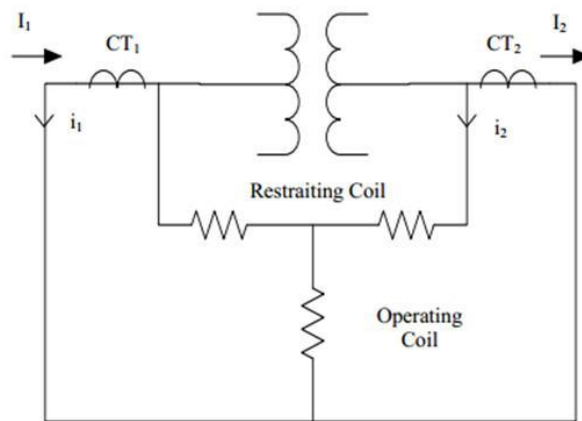 I₁
CT₁
CT₂
I₂
i₁
i₂
Restraiting Coil
Operating
Coil